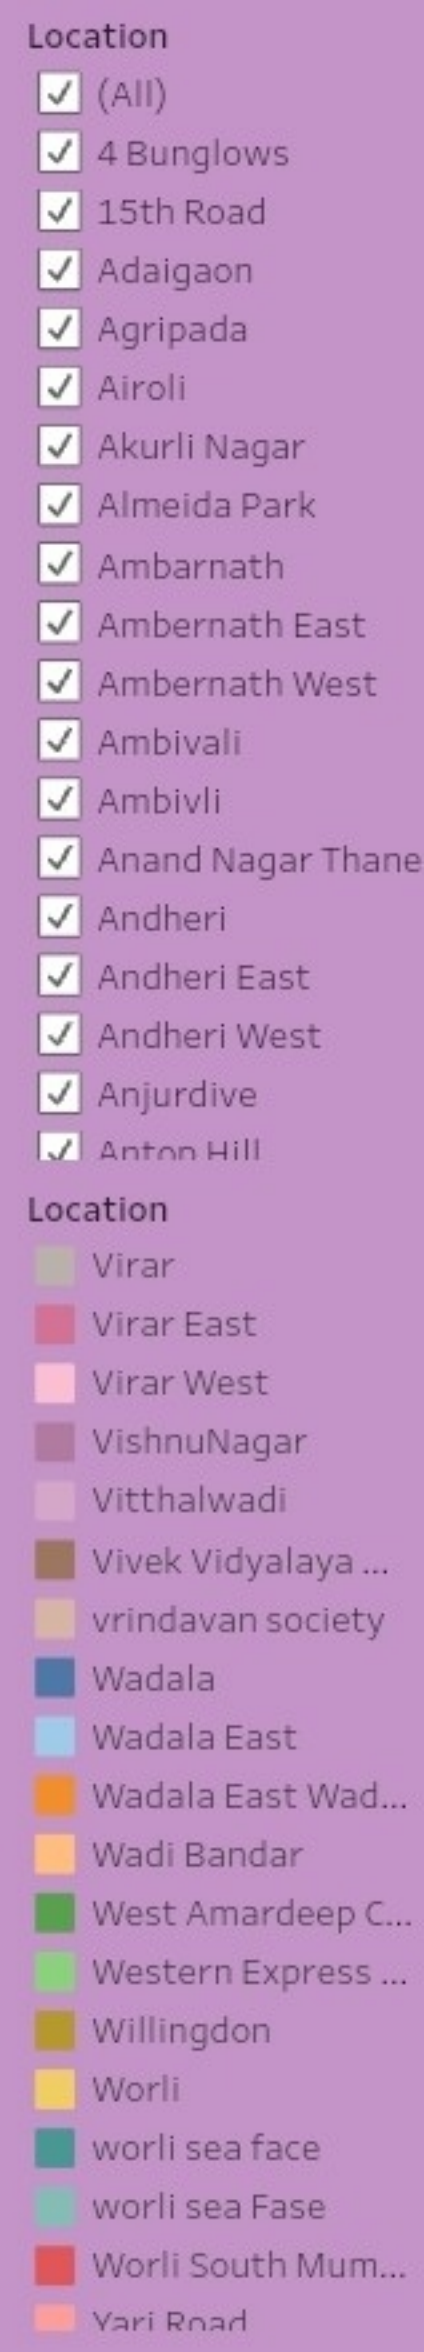 Location
(All)
4 Bunglows
15th Road
Adaigaon
Agripada
Airoli
Akurli Nagar
Almeida Park
Ambarnath
Ambernath East
Ambernath West
Ambivali
Ambivli
Anand Nagar Thane
Andheri
Andheri East
Andheri West
Anjurdive
Antop Hill
Location
Virar
Virar East
Virar West
VishnuNagar
Vitthalwadi
Vivek Vidyalaya ...
vrindavan society
Wadala
Wadala East
Wadala East Wad...
Wadi Bandar
West Amardeep C...
Western Express ...
Willingdon
Worli
worli sea face
worli sea Fase
Worli South Mum...
Yari Road